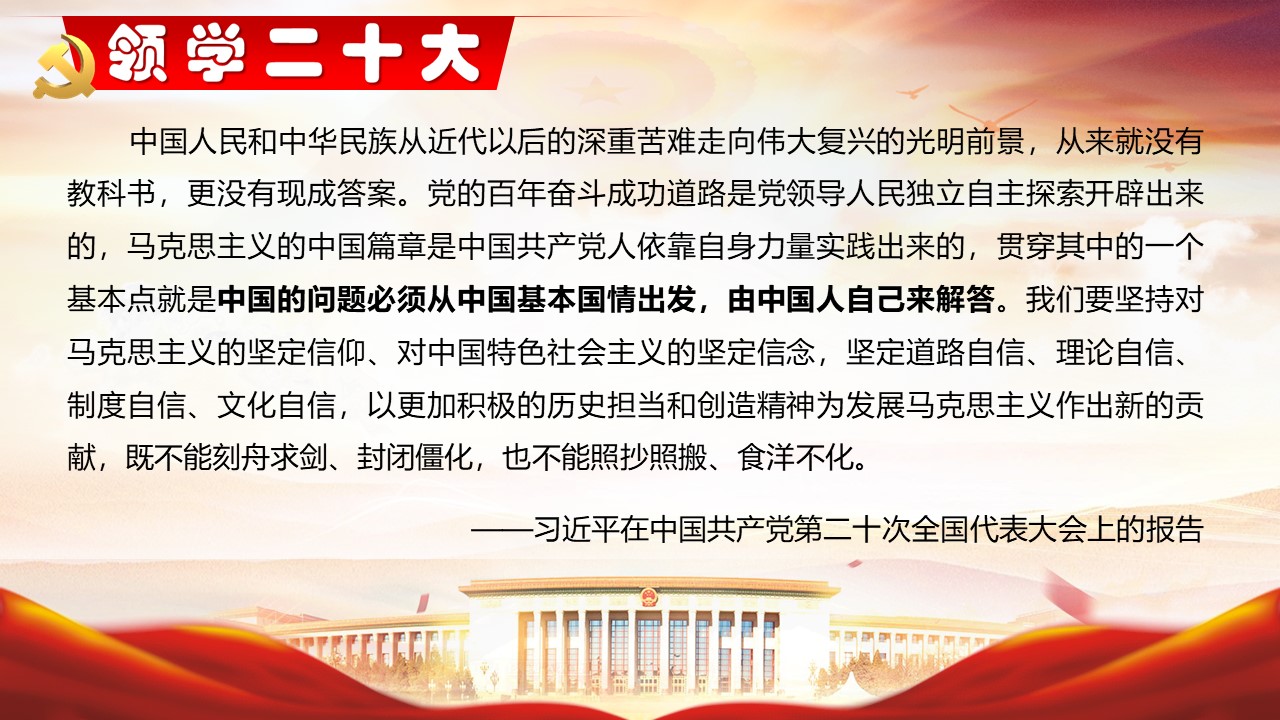 领学二十大
中国人民和中华民族从近代以后的深重苦难走向伟大复兴的光明前景，从来就没有
教科书，更没有现成答案。党的百年奋斗成功道路是党领导人民独立自主探索开辟出来
的，马克思主义的中国篇章是中国共产党人依靠自身力量实践出来的，贯穿其中的一个
基本点就是中国的问题必须从中国基本国情出发，由中国人自己来解答。我们要坚持对
马克思主义的坚定信仰、对中国特色社会主义的坚定信念，坚定道路自信、理论自信、
制度自信、文化自信，以更加积极的历史担当和创造精神为发展马克思主义作出新的贡
献，既不能刻舟求剑、封闭僵化，也不能照抄照搬、食洋不化。
——习近平在中国共产党第二十次全国代表大会上的报告